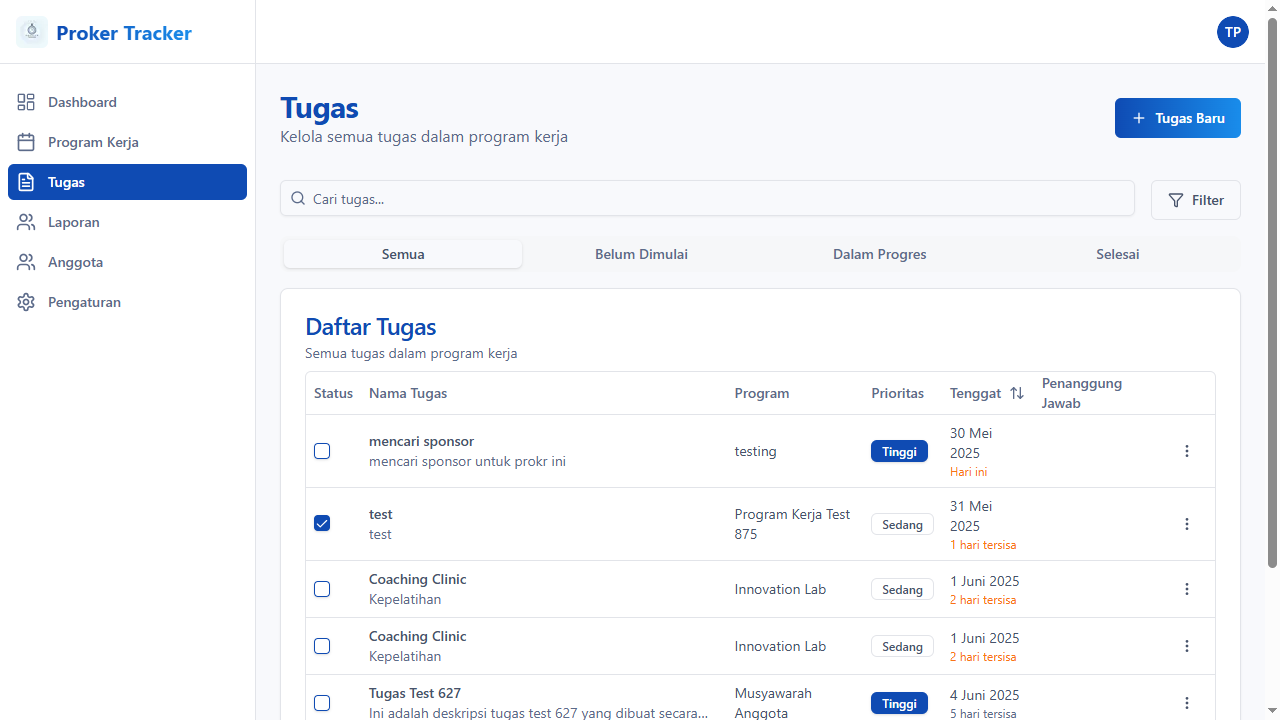 Proker Tracker
TP
Dashboard
Program Kerja
Tugas
Laporan
Anggota
Pengaturan
Tugas
Kelola semua tugas dalam program kerja
Tugas Baru
Cari tugas...
Filter
Semua
Belum Dimulai
Dalam Progres
Selesai
Daftar Tugas
Semua tugas dalam program kerja
Status
Nama Tugas
Program
Prioritas
Tenggat
Penanggung
Jawab
mencari sponsor
mencari sponsor untuk prokr ini
testing
Tinggi
30 Mei
2025
Hari ini
test
test
Program Kerja Test
875
Sedang
31 Mei
2025
1 hari tersisa
Coaching Clinic
Kepelatihan
Innovation Lab
Sedang
1 Juni 2025
2 hari tersisa
Coaching Clinic
Kepelatihan
Innovation Lab
Sedang
1 Juni 2025
2 hari tersisa
Tugas Test 627
Ini adalah deskripsi tugas test 627 yang dibuat secara...
Musyawarah
Anggota
Tinggi
4 Juni 2025
5 hari tersisa